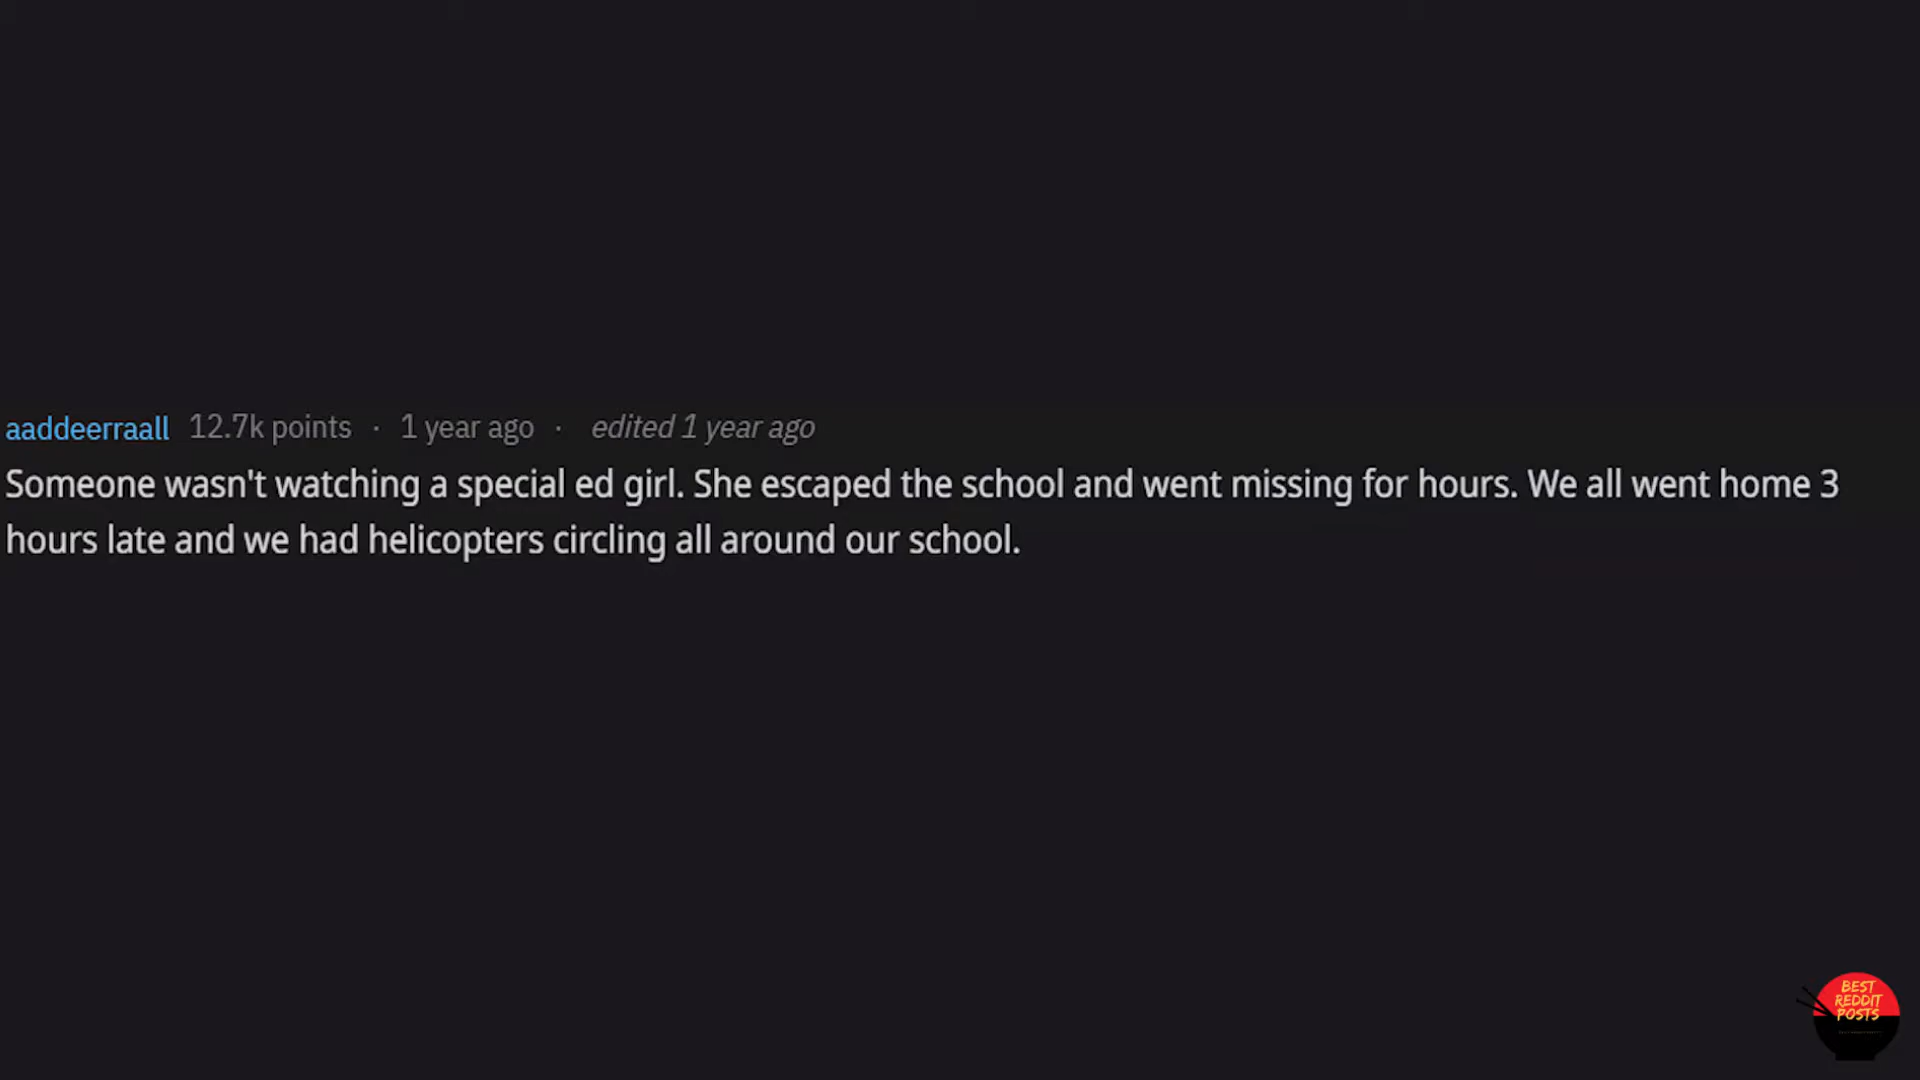 aaddeerraall 12.7k points · 1 year ago · edited 1 year ago
Someone wasn't watching a special ed girl. She escaped the school and went missing for hours. We all went home 3
hours late and we had helicopters circling all around our school.
BEST
REDDIT
POSTS